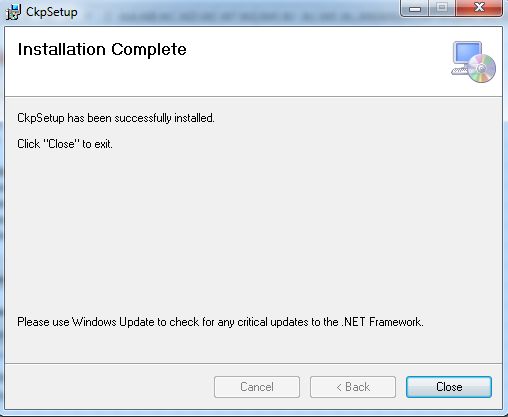 CkpSetup
Installation Complete
CkpSetup has been successfully installed.
Click "Close" to exit.
Please use Windows Update to check for any critical updates to the .NET Framework.
Cancel
< Back
Close